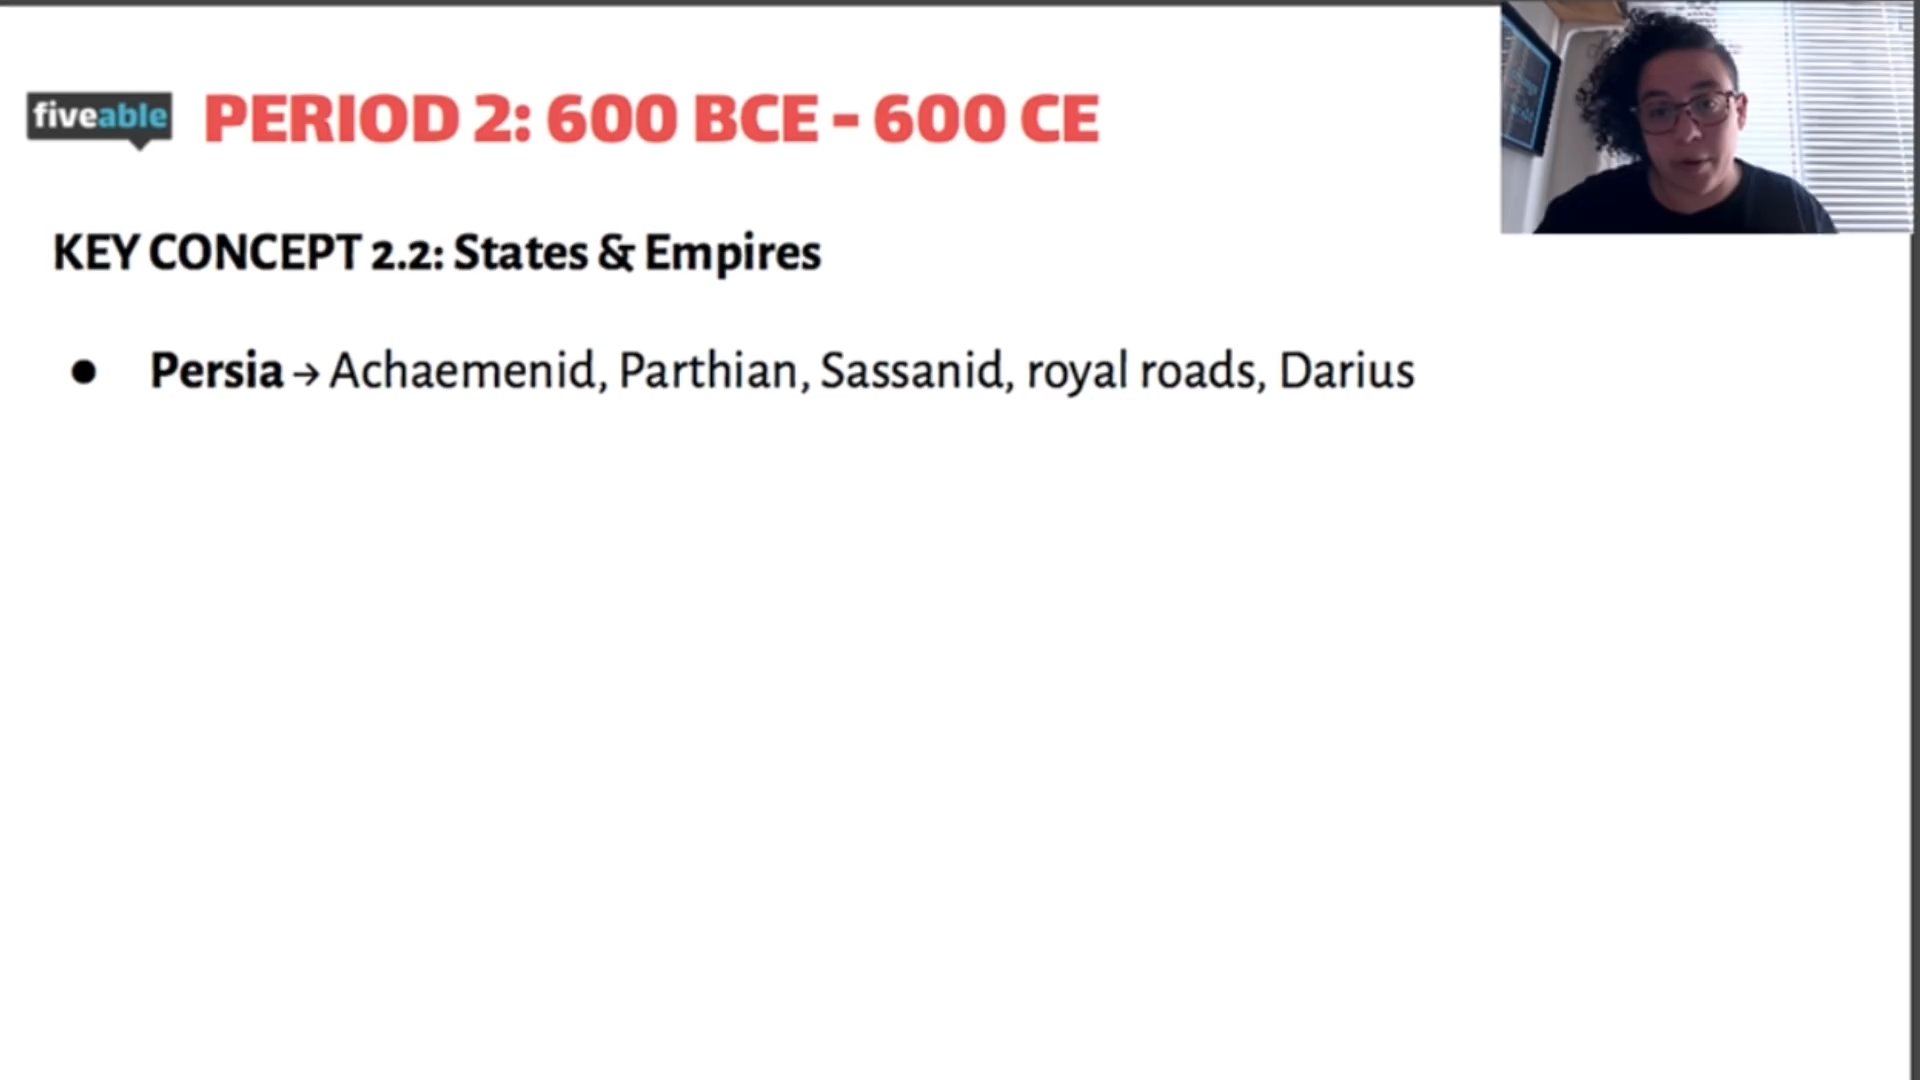 fiveable PERIOD 2: 600 BCE - 600 CE
KEY CONCEPT 2.2: States & Empires
● Persia → Achaemenid, Parthian, Sassanid, royal roads, Darius